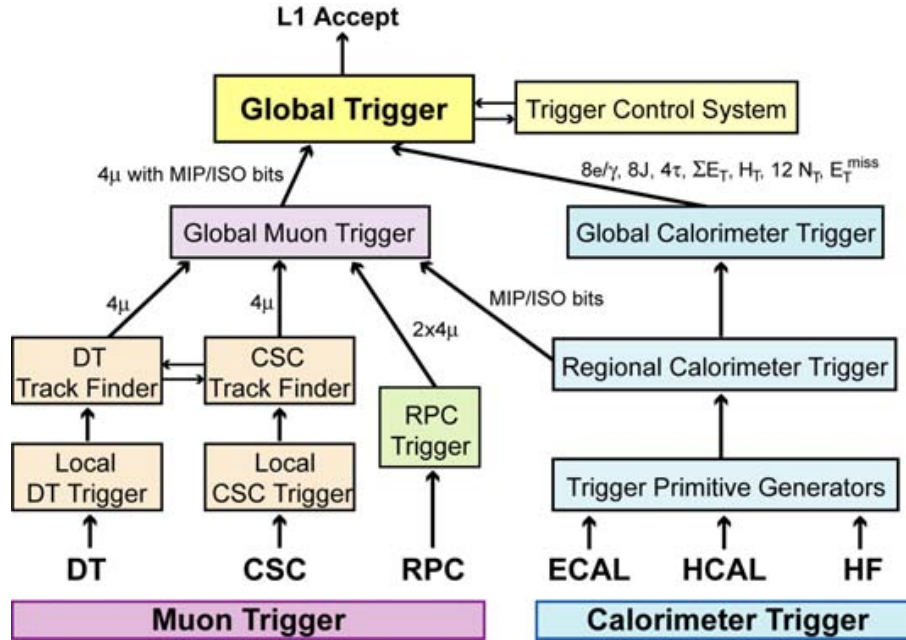 L1 Accept
Global Trigger
Trigger Control System
4μ with MIP/ISO bits
8e/γ, 8J, 4τ, ΣE_T, H_T, 12 N_T, E_T^miss
Global Muon Trigger
Global Calorimeter Trigger
4μ
4μ
2x4μ
MIP/ISO bits
DT
Track Finder
CSC
Track Finder
Regional Calorimeter Trigger
RPC
Trigger
Local
DT Trigger
Local
CSC Trigger
Trigger Primitive Generators
DT
CSC
RPC
ECAL
HCAL
HF
Muon Trigger
Calorimeter Trigger